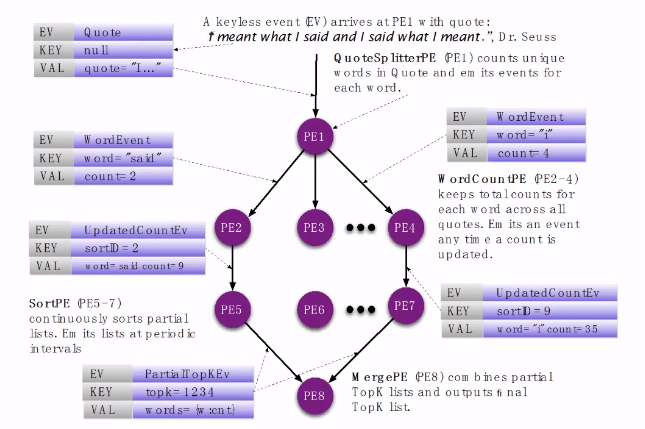 A keyless event (EV) arrives at PE1 with quote:
"I meant what I said and I said what I meant.", Dr. Seuss
EV Quote
KEY null
VAL quote="I..."
QuoteSplitterPE (PE1) counts unique
words in Quote and emits events for
each word.
PE1
EV WordEvent
KEY word="i"
VAL count=4
EV WordEvent
KEY word="said"
VAL count=2
WordCountPE (PE2-4)
keeps total counts for
each word across all
quotes. Emits an event
any time a count is
updated.
PE2
PE3
PE4
EV UpdatedCountEv
KEY sortID=2
VAL word=said count=9
SortPE (PE5-7)
continuously sorts partial
lists. Emits lists at periodic
intervals
PE5
PE6
PE7
EV UpdatedCountEv
KEY sortID=9
VAL word="i" count=35
EV PartialTopKEv
KEY topk=1234
VAL words={w:cnt}
PE8
MergePE (PE8) combines partial
TopK lists and outputs final
TopK list.